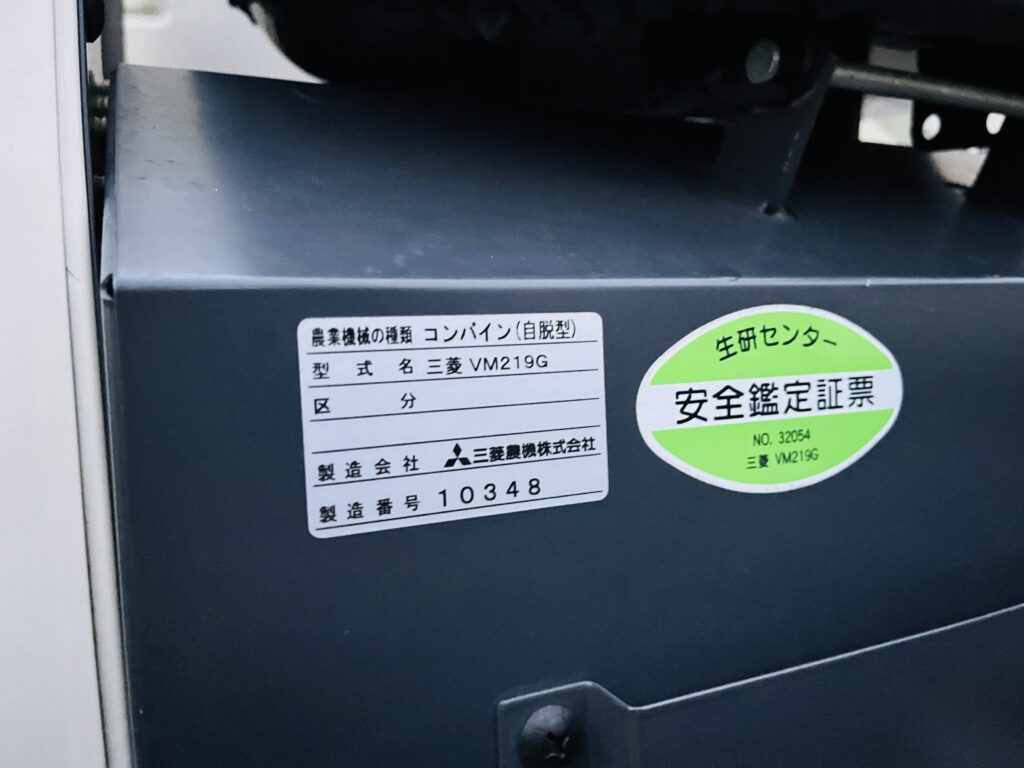 農業機械の種類 コンバイン(自脱型)
型式名 三菱 VM219G
区分
製造会社 三菱農機株式会社
製造番号 10348
生研センター
安全鑑定証票
NO. 32054
三菱 VM219G